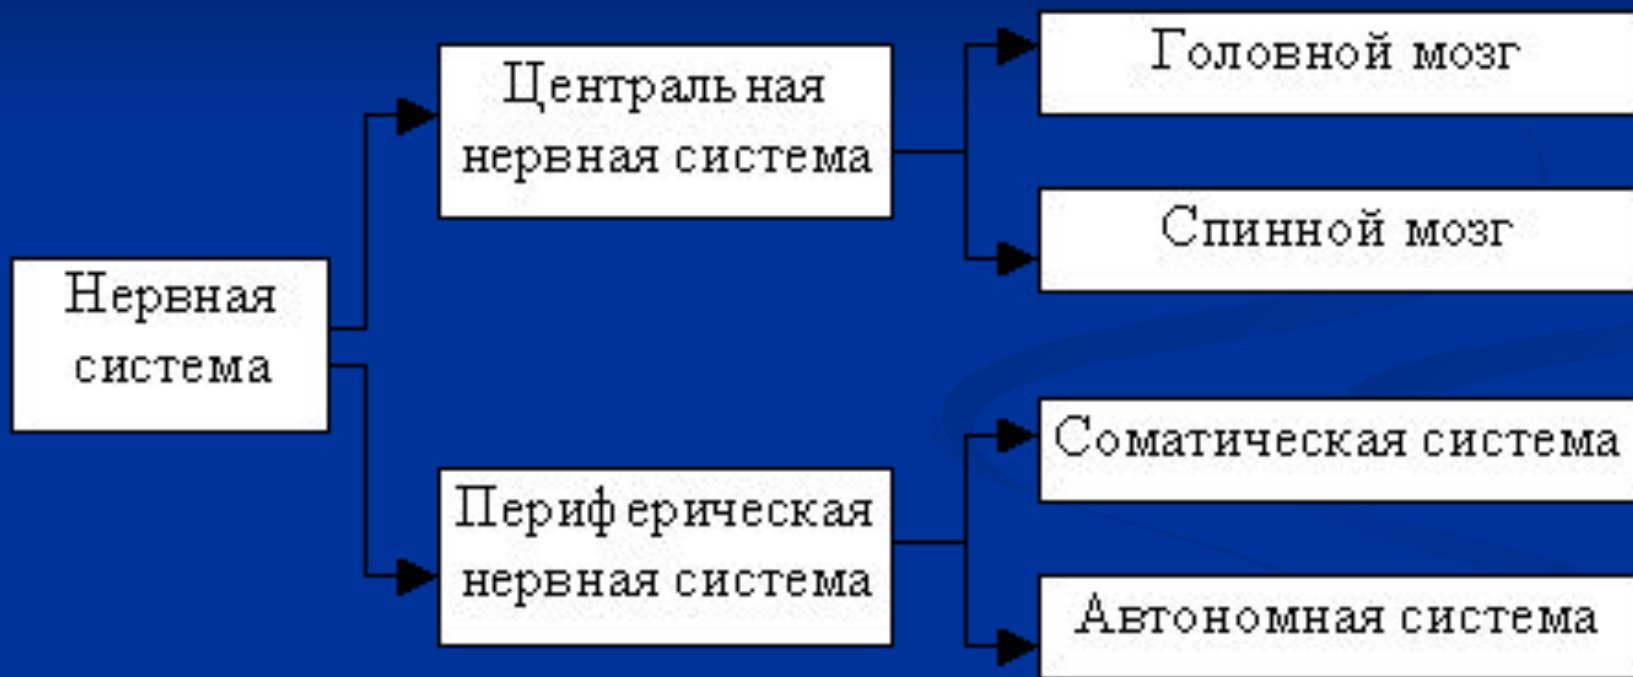 Нервная
система
Центральная
нервная система
Головной мозг
Спинной мозг
Периферическая
нервная система
Соматическая система
Автономная система